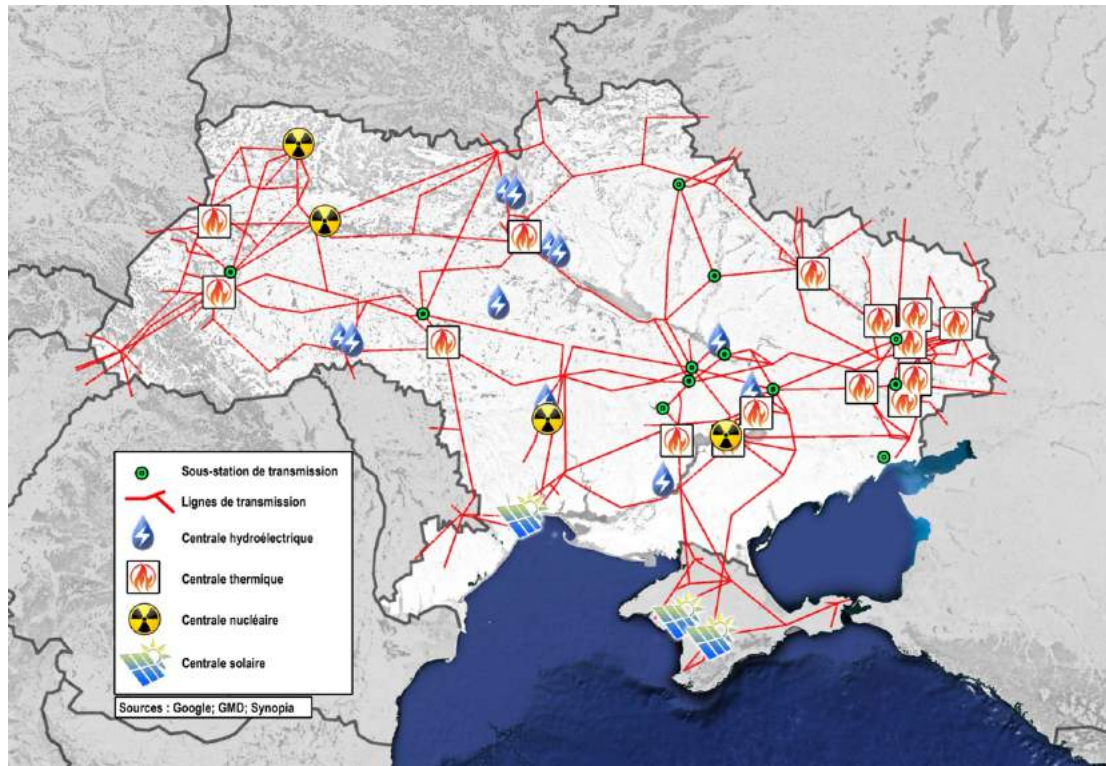 Sous-station de transmission
Lignes de transmission
Centrale hydroélectrique
Centrale thermique
Centrale nucléaire
Centrale solaire
Sources : Google; GMD; Synopia